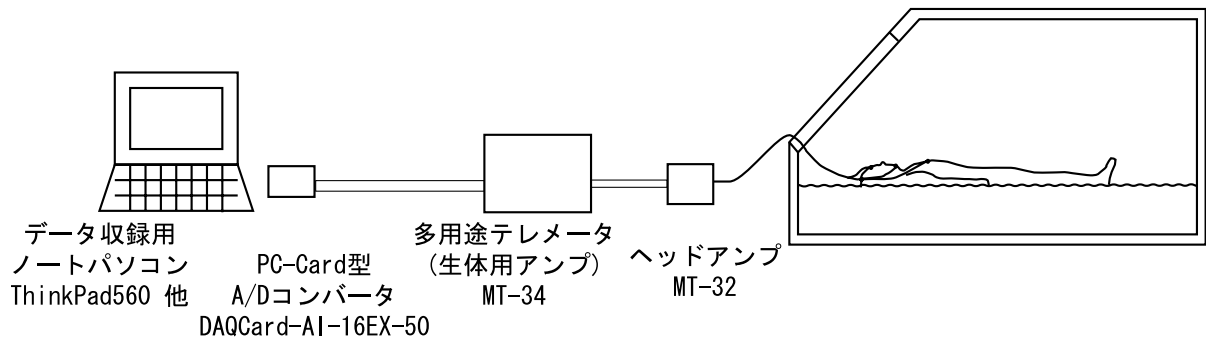 データ収録用
ノートパソコン
ThinkPad560 他
PC-Card型
A/Dコンバータ
DAQCard-AI-16EX-50
多用途テレメータ
(生体用アンプ)
MT-34
ヘッドアンプ
MT-32